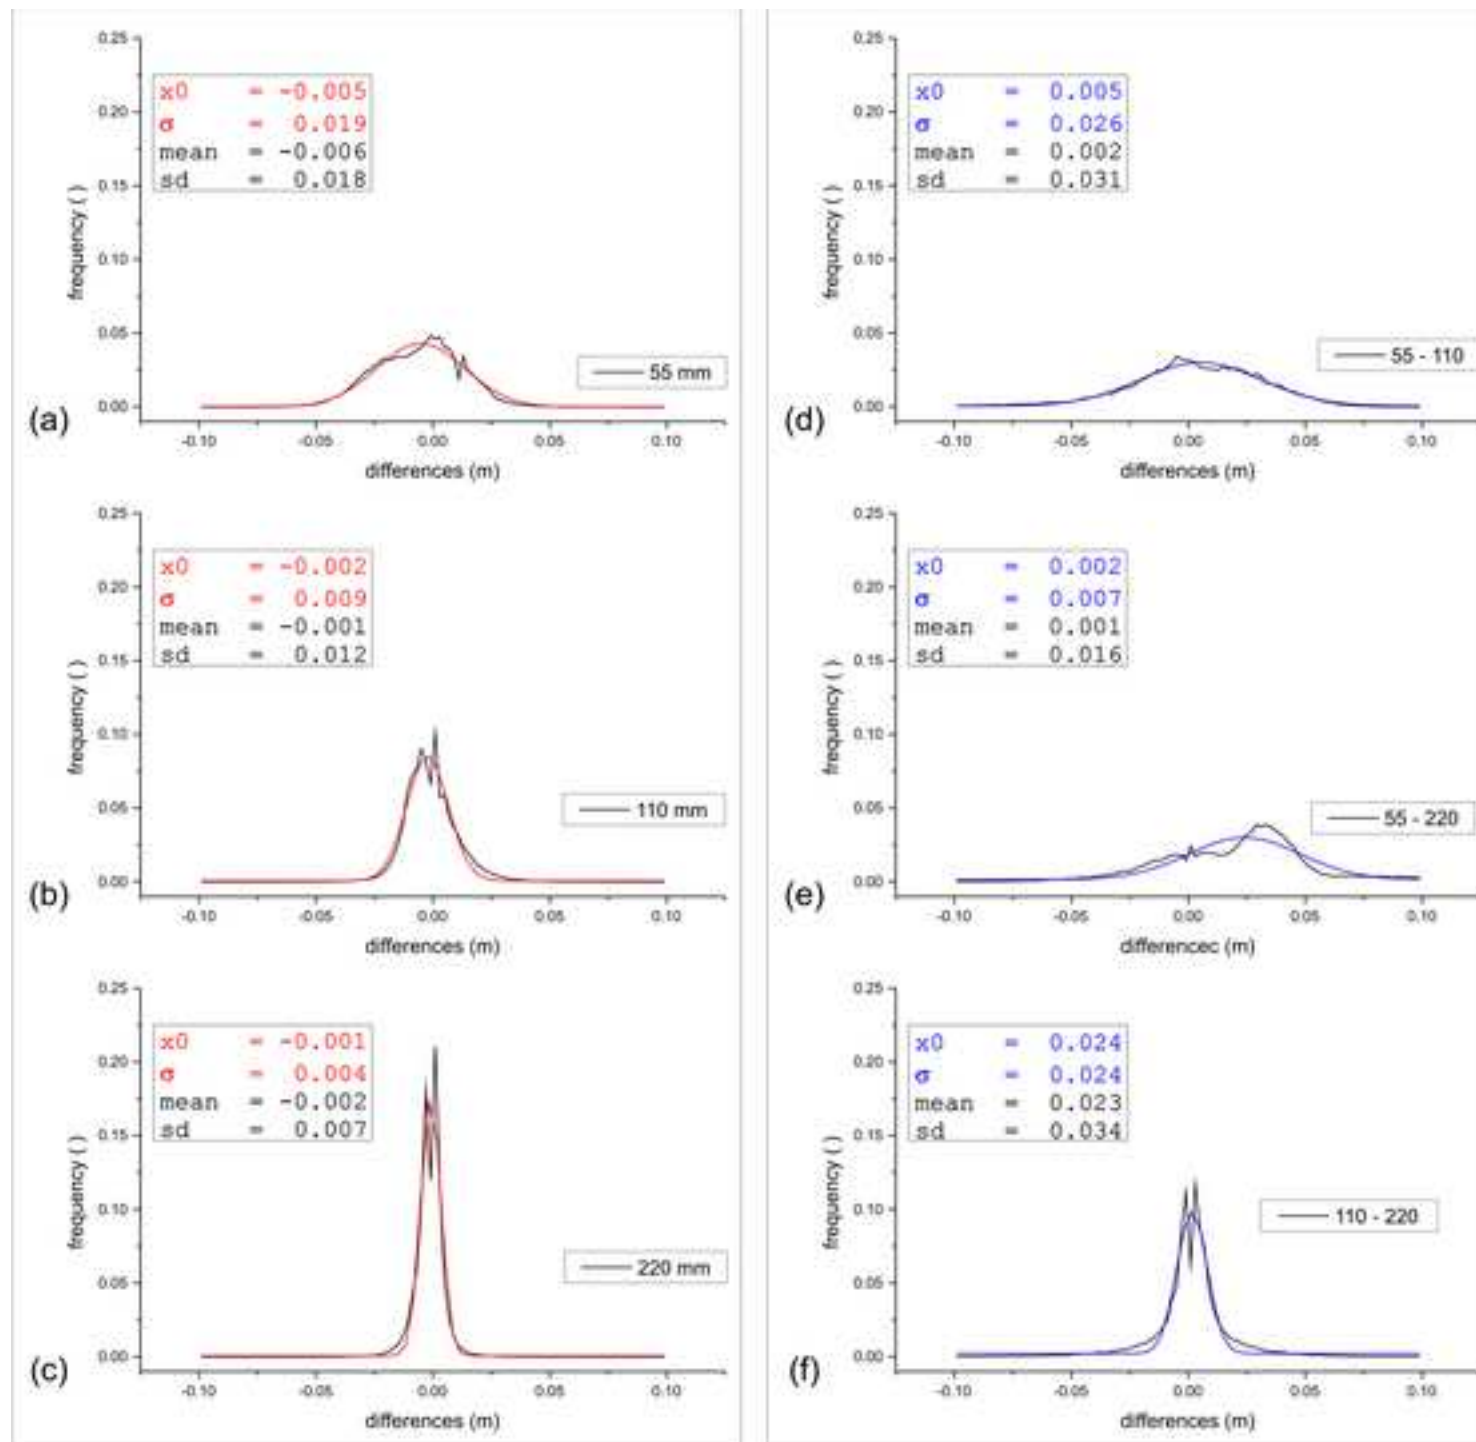 0.25
x0 = -0.005
0.20
σ = 0.019
mean = -0.006
sd = 0.018
0.15
frequency ( )
0.10
0.05
55 mm
0.00
(a)
-0.10 -0.05 0.00 0.05 0.10
differences (m)
0.25
x0 = 0.005
0.20
σ = 0.026
mean = 0.002
sd = 0.031
0.15
frequency ( )
0.10
0.05
55 - 110
0.00
(d)
-0.10 -0.05 0.00 0.05 0.10
differences (m)
0.25
x0 = -0.002
0.20
σ = 0.009
mean = -0.001
sd = 0.012
0.15
frequency ( )
0.10
0.05
110 mm
0.00
(b)
-0.10 -0.05 0.00 0.05 0.10
differences (m)
0.25
x0 = 0.002
0.20
σ = 0.007
mean = 0.001
sd = 0.016
0.15
frequency ( )
0.10
0.05
55 - 220
0.00
(e)
-0.10 -0.05 0.00 0.05 0.10
differencec (m)
0.25
x0 = -0.001
0.20
σ = 0.004
mean = -0.002
sd = 0.007
0.15
frequency ( )
0.10
0.05
220 mm
0.00
(c)
-0.10 -0.05 0.00 0.05 0.10
differences (m)
0.25
x0 = 0.024
0.20
σ = 0.024
mean = 0.023
sd = 0.034
0.15
frequency ( )
0.10
110 - 220
0.05
0.00
(f)
-0.10 -0.05 0.00 0.05 0.10
differences (m)